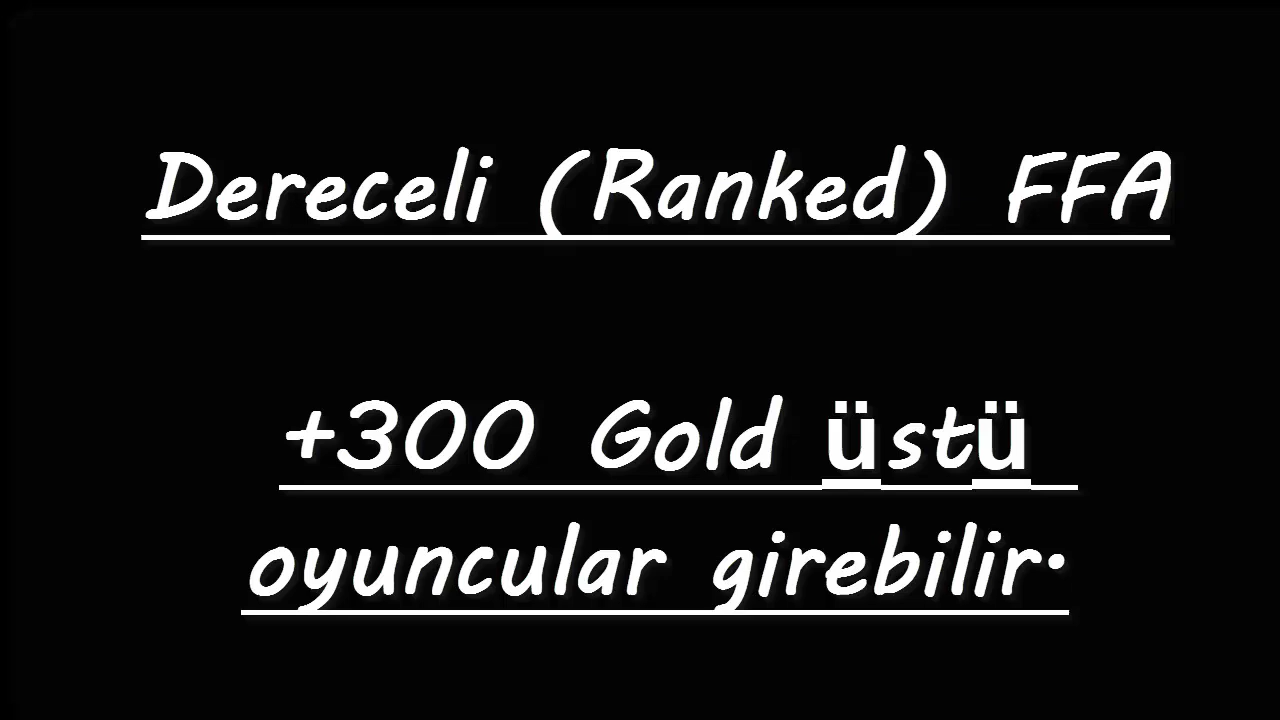 Dereceli (Ranked) FFA
+300 Gold üstü
oyuncular girebilir.